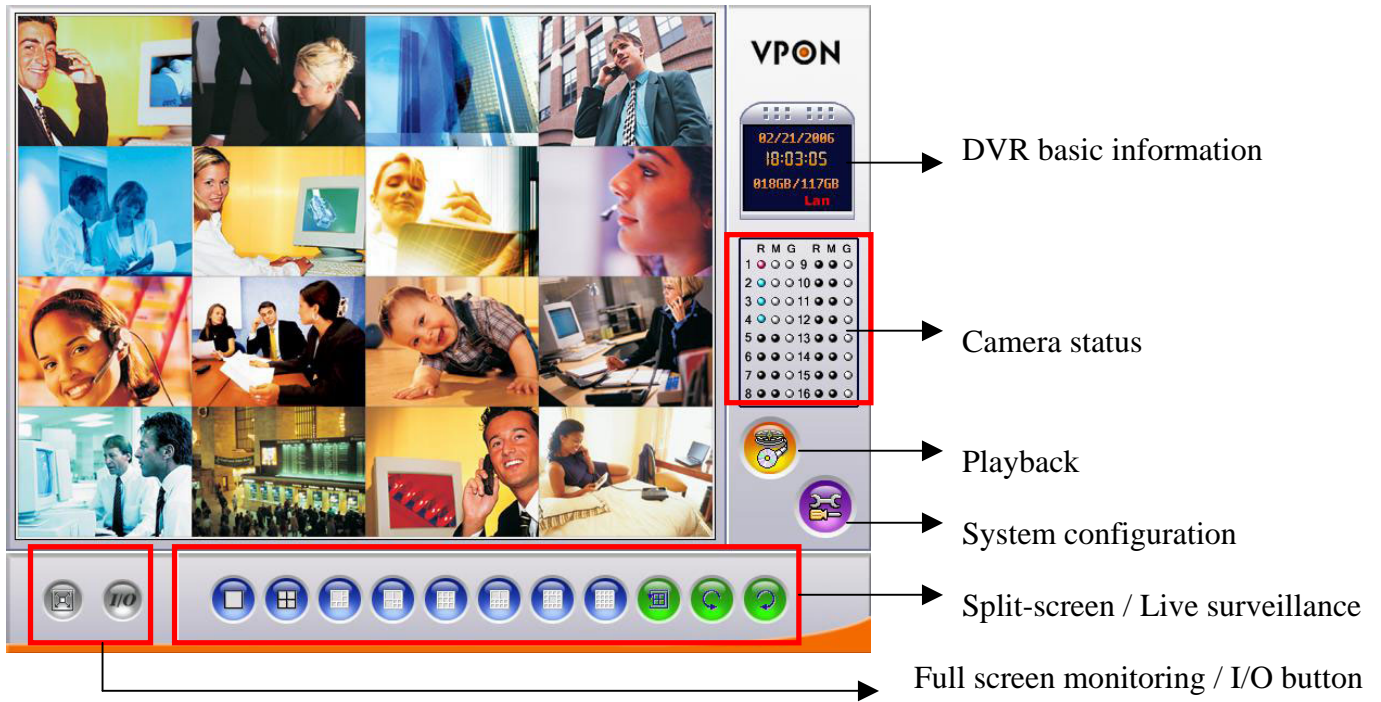 VPON
02/21/2006
18:03:05
018GB/117GB
Lan
DVR basic information
R M G R M G
1 9
2 10
3 11
4 12
5 13
6 14
7 15
8 16
Camera status
Playback
System configuration
I/O
Split-screen / Live surveillance
Full screen monitoring / I/O button